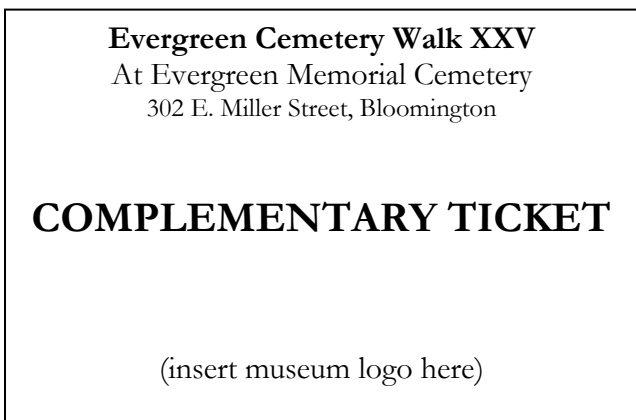 Evergreen Cemetery Walk XXV
At Evergreen Memorial Cemetery
302 E. Miller Street, Bloomington
COMPLEMENTARY TICKET
(insert museum logo here)